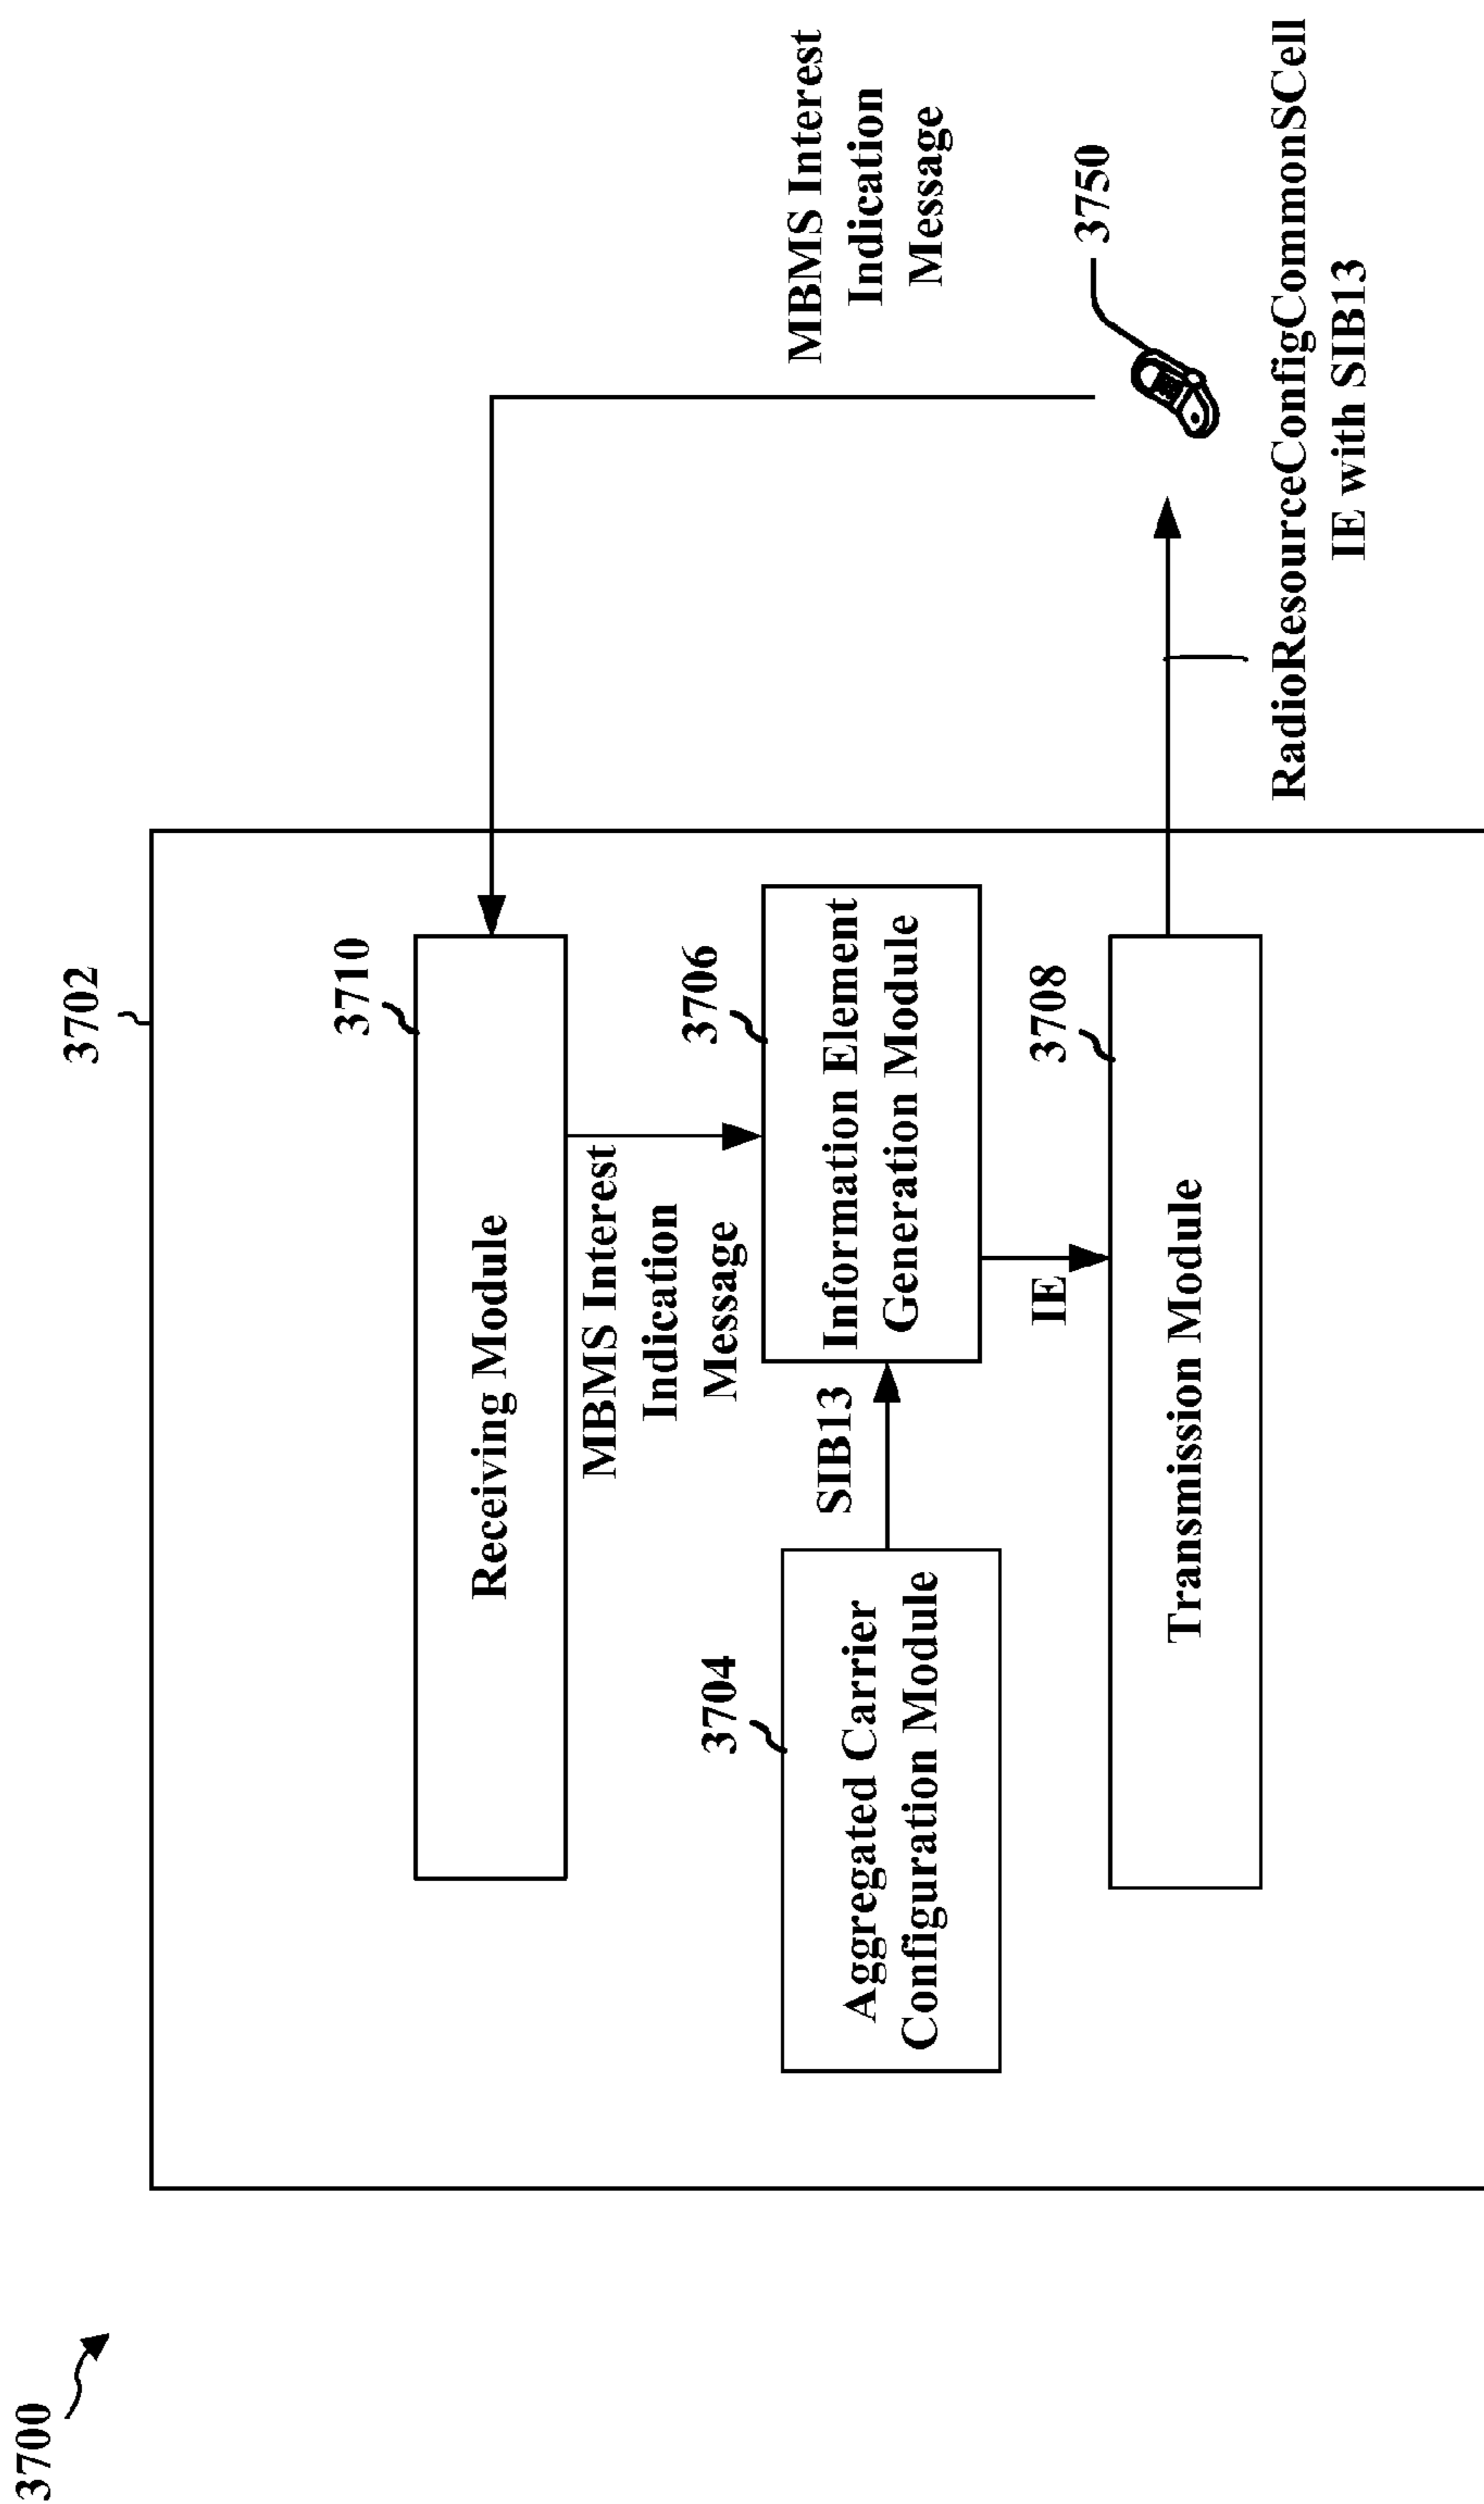 3700
3702
3710
Receiving Module
MBMS Interest
Indication
Message
MBMS Interest
Indication
Message
3704
Aggregated Carrier
Configuration Module
SIB13
3706
Information Element
Generation Module
IE
3708
Transmission Module
3750
RadioResourceConfigCommonSCell
IE with SIB13